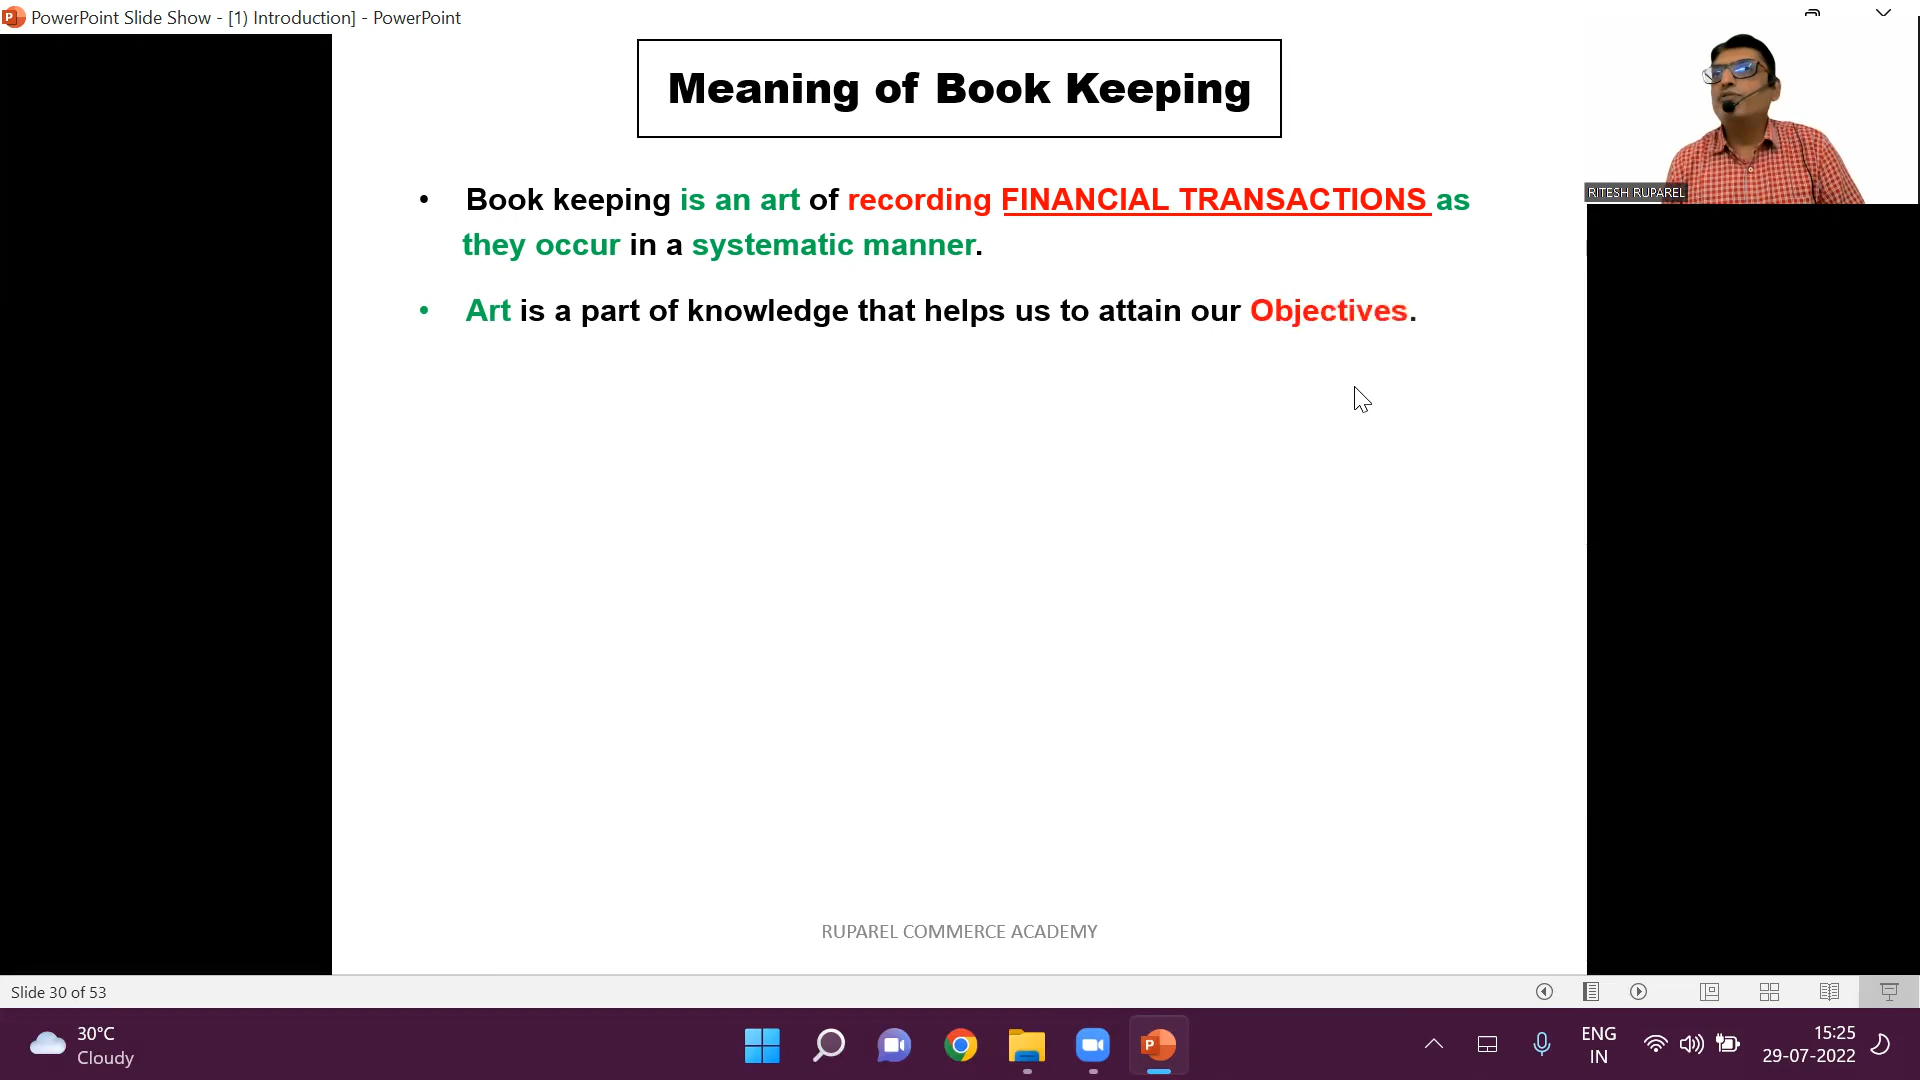 PowerPoint Slide Show - [1) Introduction] - PowerPoint
Meaning of Book Keeping
• Book keeping is an art of recording FINANCIAL TRANSACTIONS as
they occur in a systematic manner.
• Art is a part of knowledge that helps us to attain our Objectives.
RITESH RUPAREL
RUPAREL COMMERCE ACADEMY
Slide 30 of 53
30°C
Cloudy
ENG
IN
15:25
29-07-2022